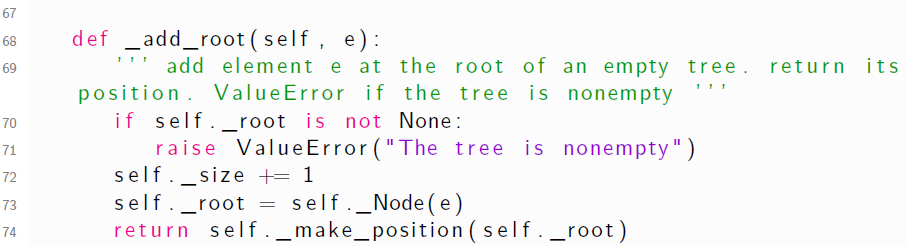 67
68 def _add_root(self, e):
69 ''' add element e at the root of an empty tree. return its
position. ValueError if the tree is nonempty '''
70 if self._root is not None:
71 raise ValueError("The tree is nonempty")
72 self._size += 1
73 self._root = self._Node(e)
74 return self._make_position(self._root)